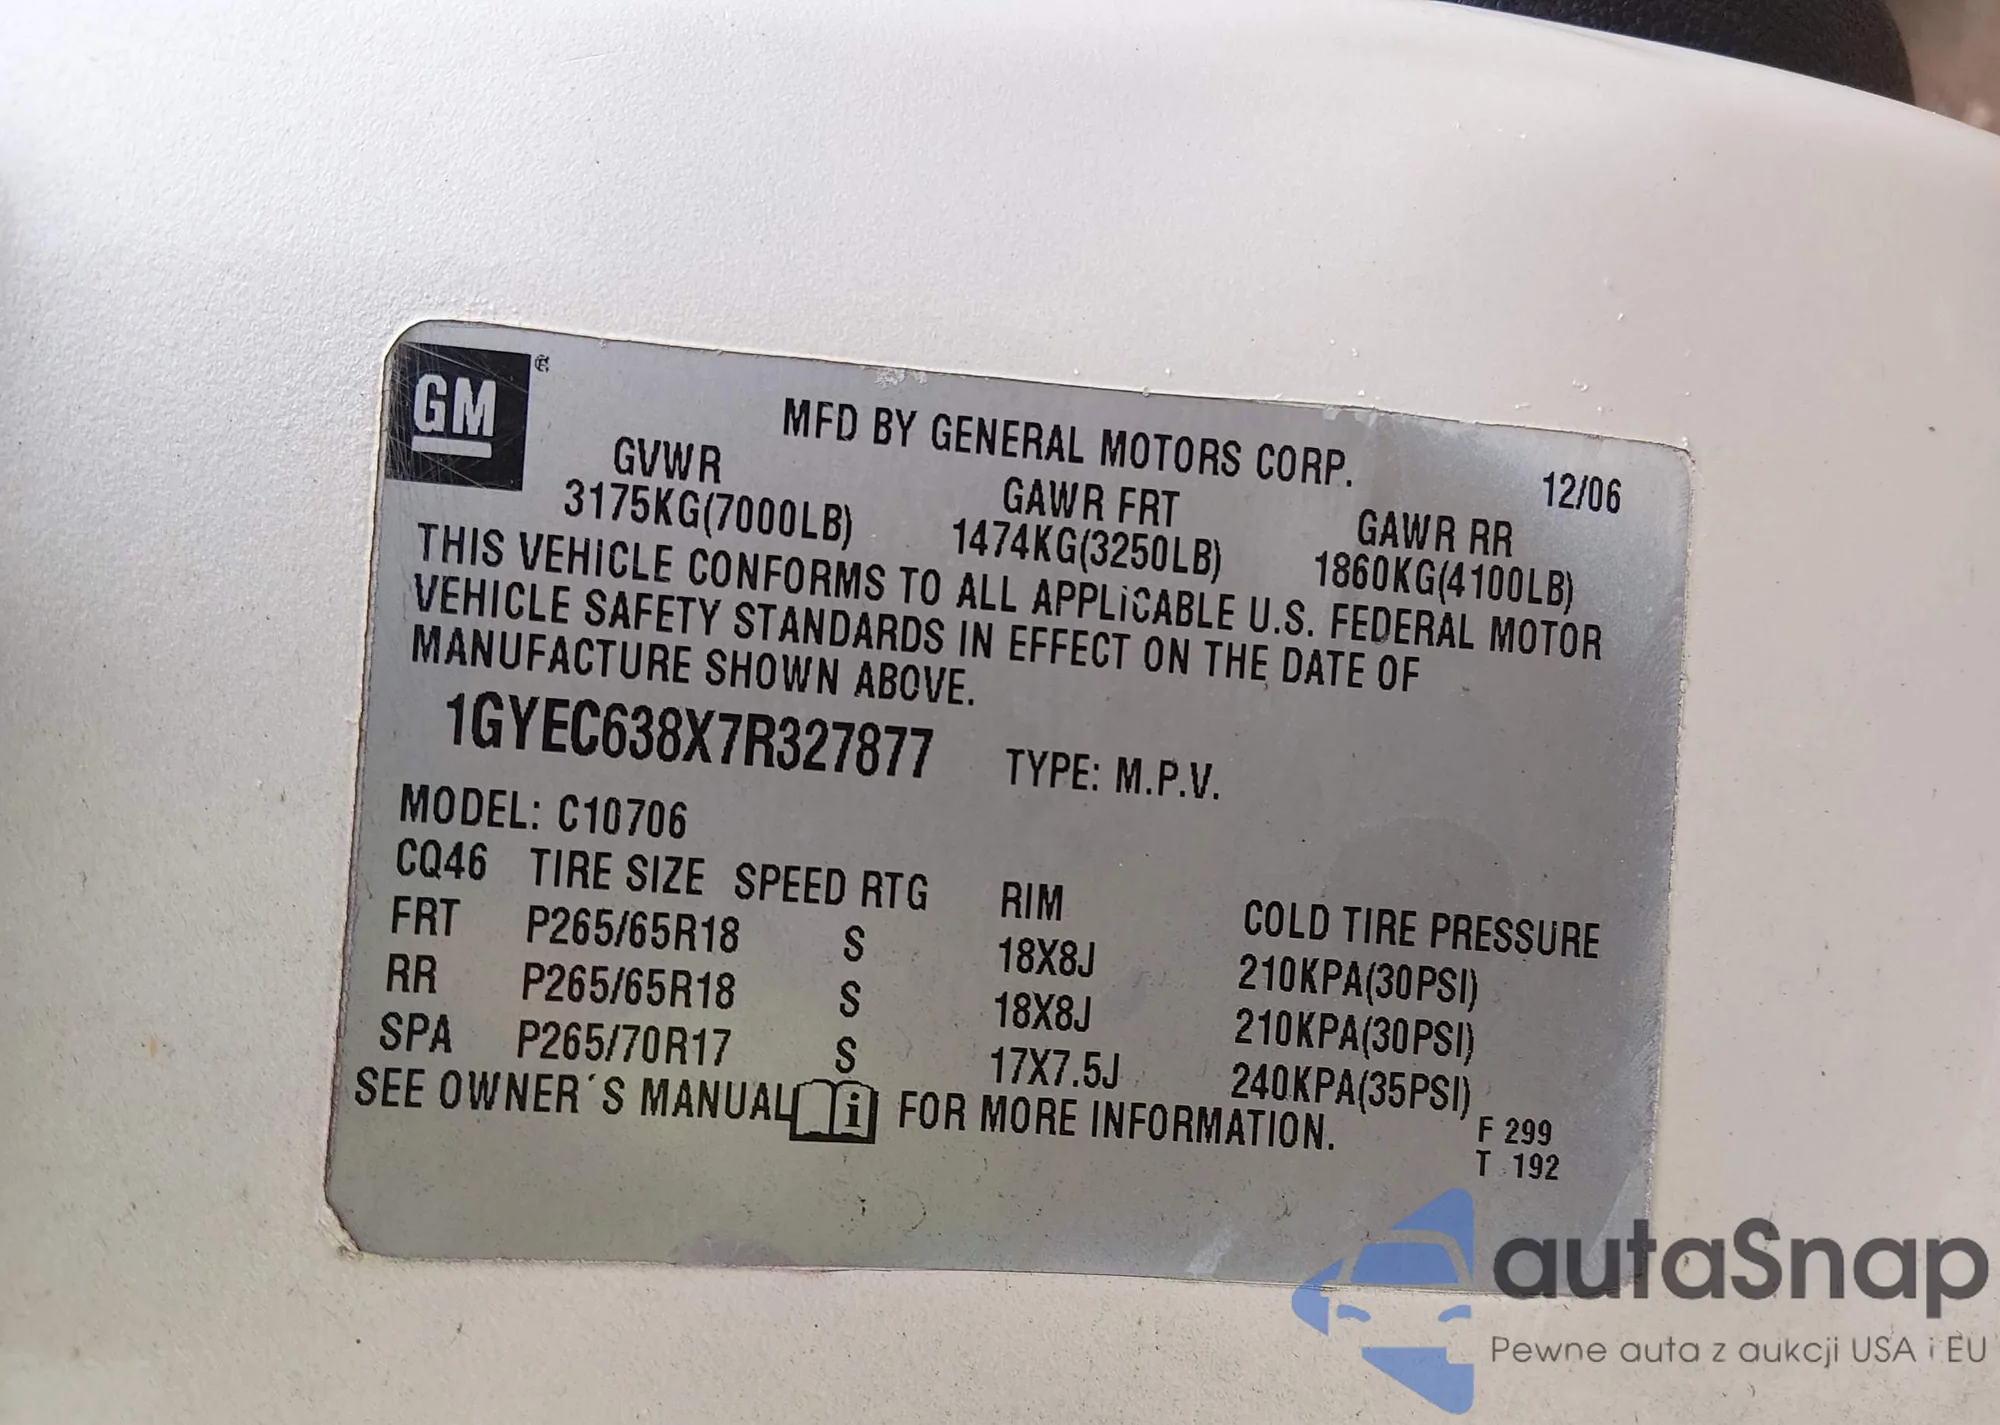 GM
MFD BY GENERAL MOTORS CORP.
12/06
GVWR GAWR FRT GAWR RR
3175KG(7000LB) 1474KG(3250LB) 1860KG(4100LB)
THIS VEHICLE CONFORMS TO ALL APPLICABLE U.S. FEDERAL MOTOR
VEHICLE SAFETY STANDARDS IN EFFECT ON THE DATE OF
MANUFACTURE SHOWN ABOVE.
1GYEC638X7R327877 TYPE: M.P.V.
MODEL: C10706
CQ46 TIRE SIZE SPEED RTG RIM COLD TIRE PRESSURE
FRT P265/65R18 S 18X8J 210KPA(30PSI)
RR P265/65R18 S 18X8J 210KPA(30PSI)
SPA P265/70R17 S 17X7.5J 240KPA(35PSI)
SEE OWNER´S MANUAL i FOR MORE INFORMATION.
F 299
T 192
autaSnap
Pewne auta z aukcji USA i EU